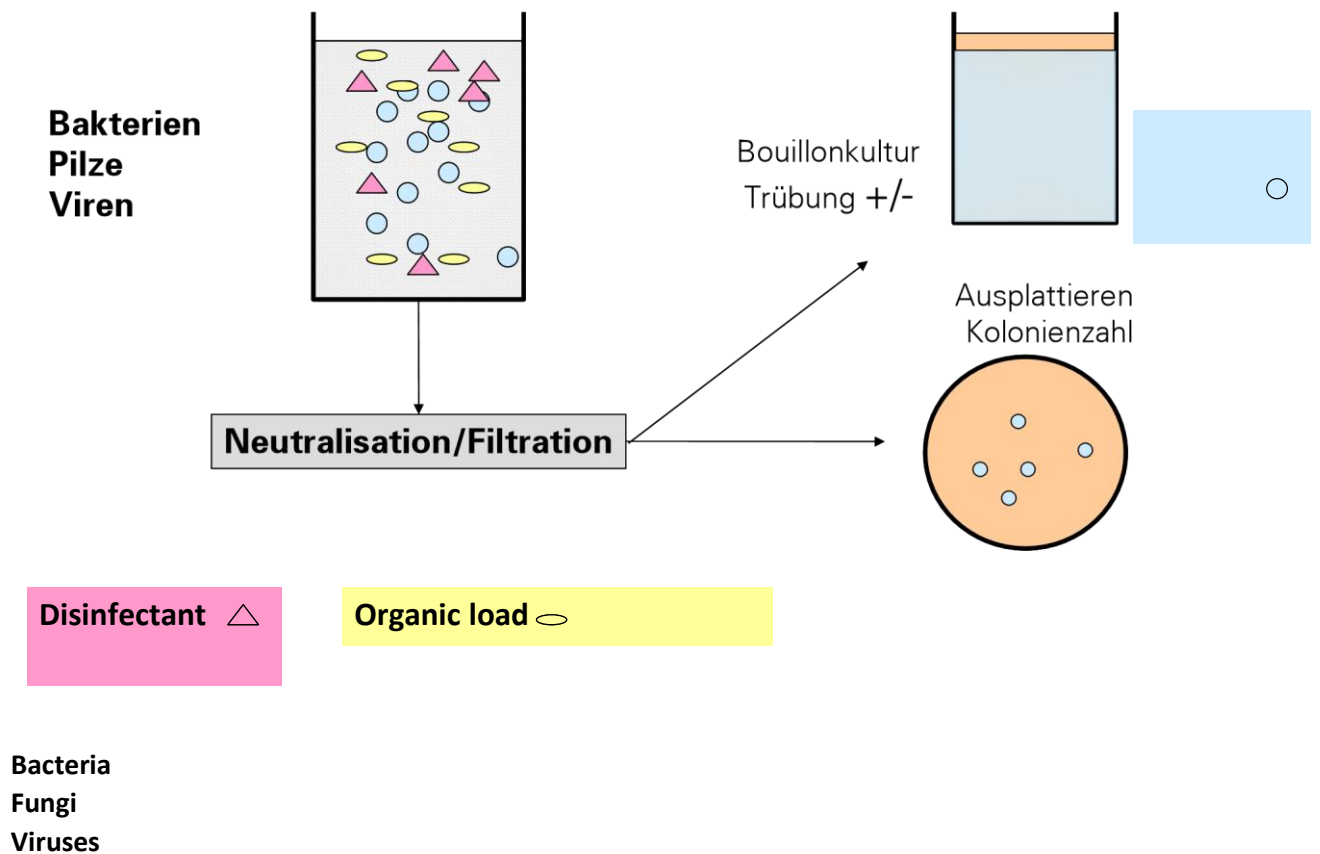 Bakterien
Pilze
Viren
Bouillonkultur
Trübung +/-
Ausplattieren
Kolonienzahl
Neutralisation/Filtration
Disinfectant
Organic load
Bacteria
Fungi
Viruses